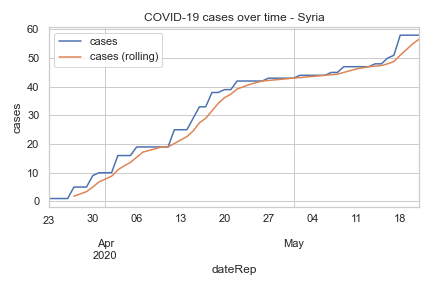 COVID-19 cases over time - Syria
cases
cases (rolling)
60
50
40
30
20
10
0
cases
23
30
06
13
20
27
04
11
18
Apr
2020
May
dateRep